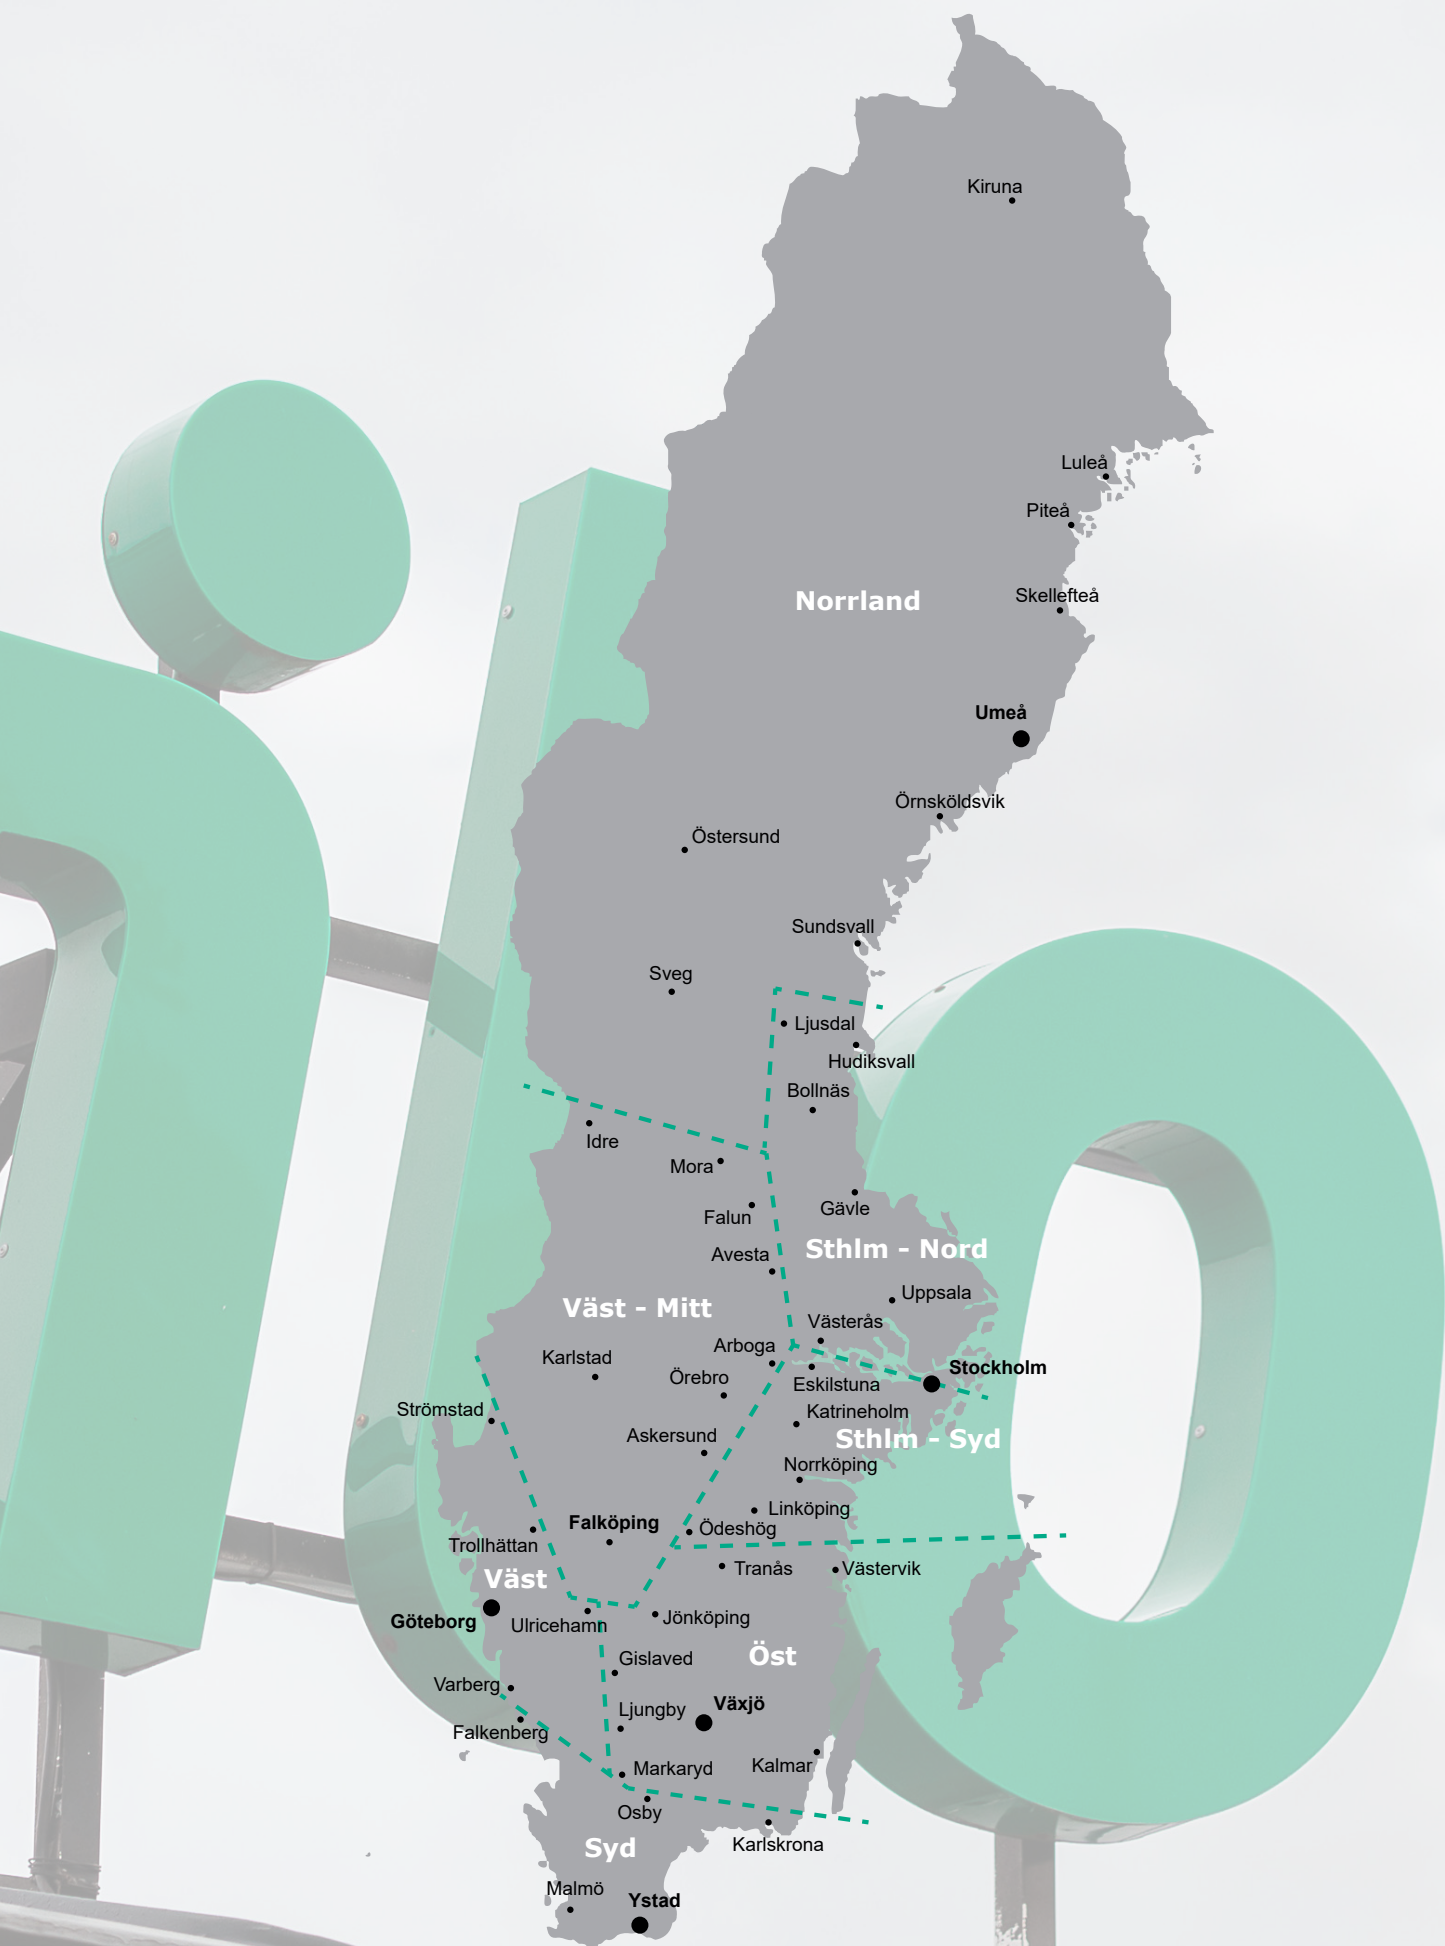 Kiruna
Luleå
Piteå
Norrland
Skellefteå
Umeå
Örnsköldsvik
Östersund
Sundsvall
Sveg
Ljusdal
Hudiksvall
Bollnäs
Idre
Mora
Gävle
Falun
Sthlm - Nord
Avesta
Uppsala
Väst - Mitt
Västerås
Arboga
Karlstad
Stockholm
Örebro
Eskilstuna
Strömstad
Katrineholm
Askersund
Sthlm - Syd
Norrköping
Linköping
Falköping
Ödeshög
Trollhättan
Tranås
Västervik
Väst
Göteborg
Ulricehamn
Jönköping
Öst
Gislaved
Varberg
Växjö
Ljungby
Falkenberg
Kalmar
Markaryd
Osby
Karlskrona
Syd
Malmö
Ystad